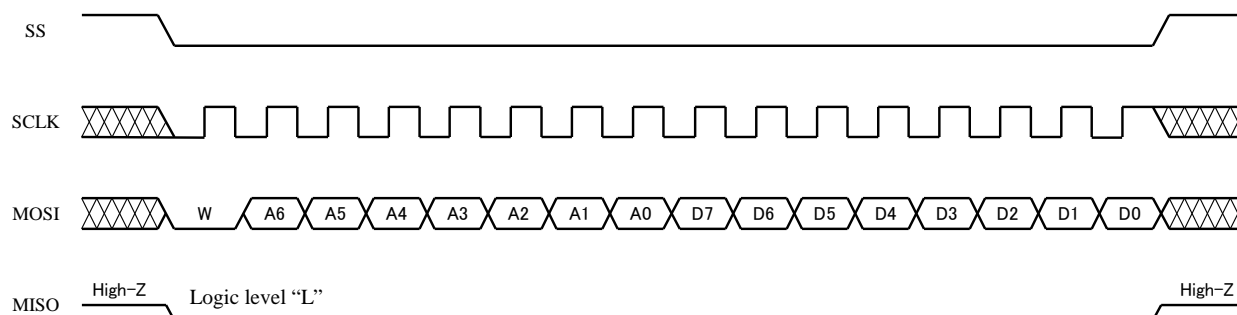 SS
SCLK
MOSI W A6 A5 A4 A3 A2 A1 A0 D7 D6 D5 D4 D3 D2 D1 D0
MISO High-Z Logic level “L” High-Z